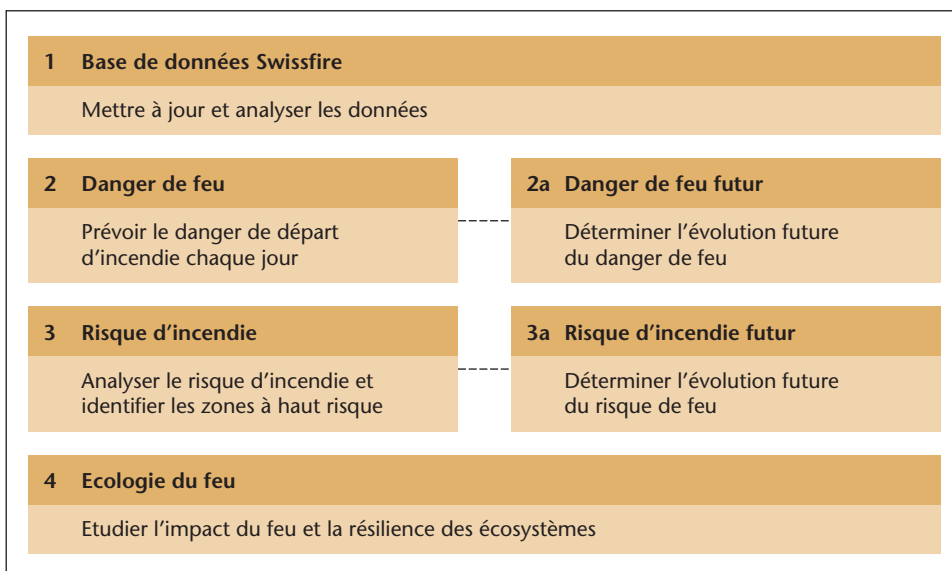 1 Base de données Swissfire
Mettre à jour et analyser les données
2 Danger de feu
Prévoir le danger de départ
d'incendie chaque jour
2a Danger de feu futur
Déterminer l'évolution future
du danger de feu
3 Risque d'incendie
Analyser le risque d'incendie et
identifier les zones à haut risque
3a Risque d'incendie futur
Déterminer l'évolution future
du risque de feu
4 Ecologie du feu
Etudier l'impact du feu et la résilience des écosystèmes